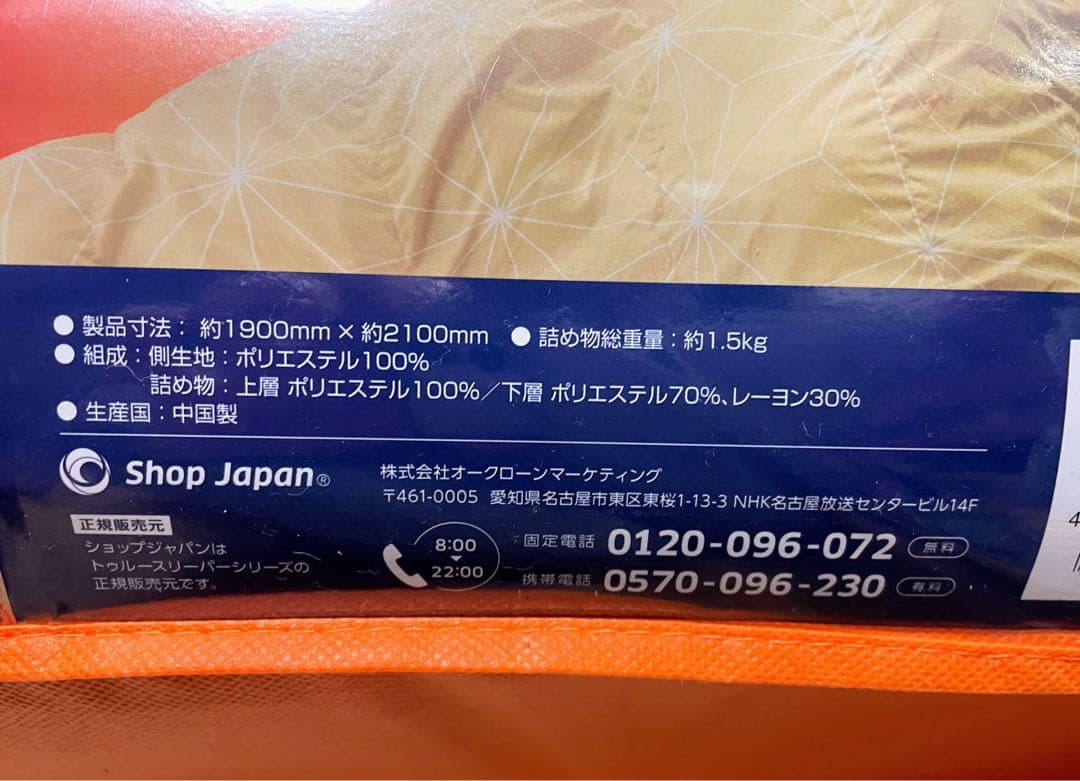 ● 製品寸法：約1900mm×約2100mm ● 詰め物総重量：約1.5kg
● 組成：側生地：ポリエステル100%
詰め物：上層 ポリエステル100%／下層 ポリエステル70%、レーヨン30%
● 生産国：中国製
Shop Japan®
株式会社オークローンマーケティング
〒461-0005 愛知県名古屋市東区東桜1-13-3 NHK名古屋放送センタービル14F
正規販売元
ショップジャパンは
トゥルースリーパーシリーズの
正規販売元です。
8:00
22:00
固定電話 0120-096-072 無料
携帯電話 0570-096-230 有料
4